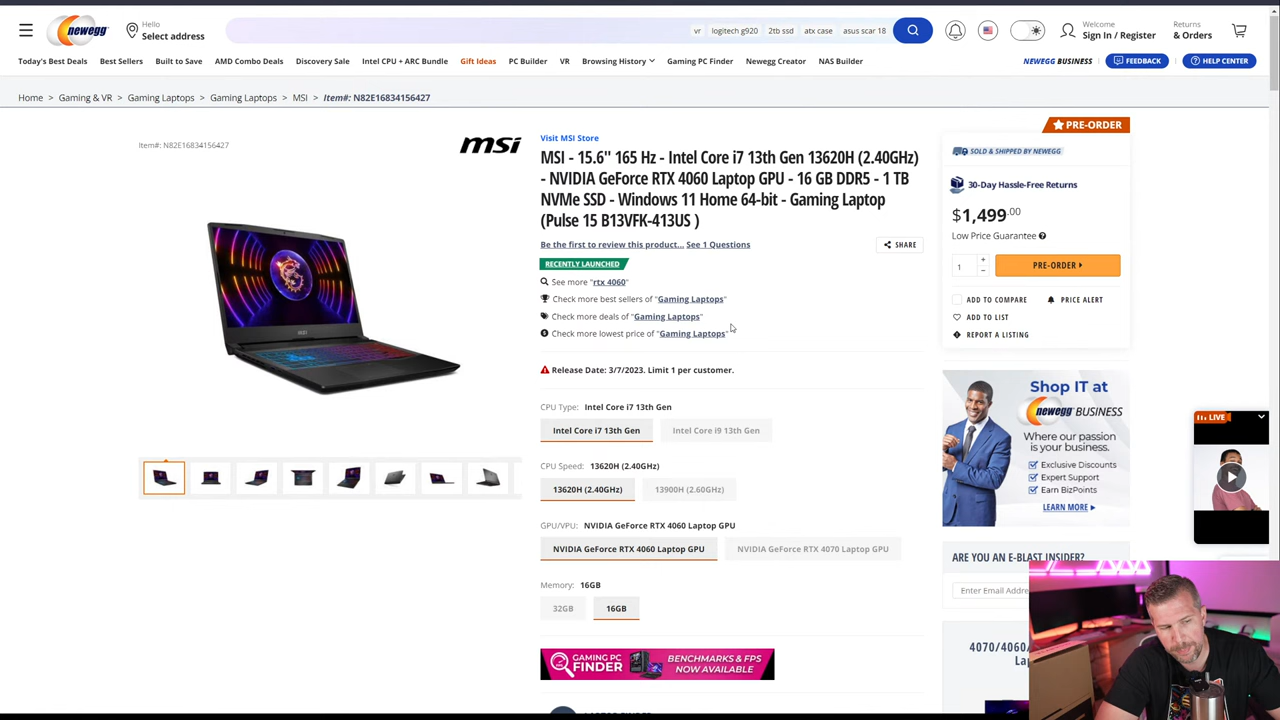 Hello
Select address
newegg
vr
logitech g920
2tb ssd
atx case
asus scar 18
Welcome
Sign In / Register
Returns
& Orders
Today's Best Deals
Best Sellers
Built to Save
AMD Combo Deals
Discovery Sale
Intel CPU + ARC Bundle
Gift Ideas
PC Builder
VR
Browsing History
Gaming PC Finder
Newegg Creator
NAS Builder
NEWEGG BUSINESS
FEEDBACK
HELP CENTER
Home > Gaming & VR > Gaming Laptops > Gaming Laptops > MSI > Item#: N82E16834156427
Item#: N82E16834156427
msi
Visit MSI Store
MSI - 15.6" 165 Hz - Intel Core i7 13th Gen 13620H (2.40GHz)
- NVIDIA GeForce RTX 4060 Laptop GPU - 16 GB DDR5 - 1 TB
NVMe SSD - Windows 11 Home 64-bit - Gaming Laptop
(Pulse 15 B13VFK-413US )
Be the first to review this product... See 1 Questions
SHARE
RECENTLY LAUNCHED
See more "rtx 4060"
Check more best sellers of "Gaming Laptops"
Check more deals of "Gaming Laptops"
Check more lowest price of "Gaming Laptops"
Release Date: 3/7/2023. Limit 1 per customer.
CPU Type: Intel Core i7 13th Gen
Intel Core i7 13th Gen
Intel Core i9 13th Gen
CPU Speed: 13620H (2.40GHz)
13620H (2.40GHz)
13900H (2.60GHz)
GPU/VPU: NVIDIA GeForce RTX 4060 Laptop GPU
NVIDIA GeForce RTX 4060 Laptop GPU
NVIDIA GeForce RTX 4070 Laptop GPU
Memory: 16GB
32GB
16GB
GAMING PC
FINDER
BENCHMARKS & FPS
NOW AVAILABLE
PRE-ORDER
SOLD & SHIPPED BY NEWEGG
30-Day Hassle-Free Returns
$1,499.00
Low Price Guarantee
1
PRE-ORDER
ADD TO COMPARE
PRICE ALERT
ADD TO LIST
REPORT A LISTING
Shop IT at
newegg BUSINESS
Where our
passion is your
business.
Exclusive Discounts
Expert Support
Earn BizPoints
LEARN MORE
LIVE
ARE YOU AN E-BLAST INSIDER?
Enter Email Addre
4070/4060/
La